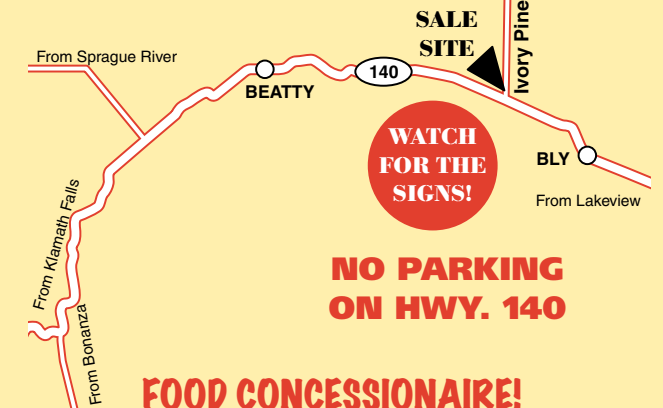 SALE
SITE
Ivory Pine
From Sprague River
140
BEATTY
WATCH
FOR THE
SIGNS!
BLY
From Lakeview
From Klamath Falls
NO PARKING
ON HWY. 140
From Bonanza
FOOD CONCESSIONAIRE!